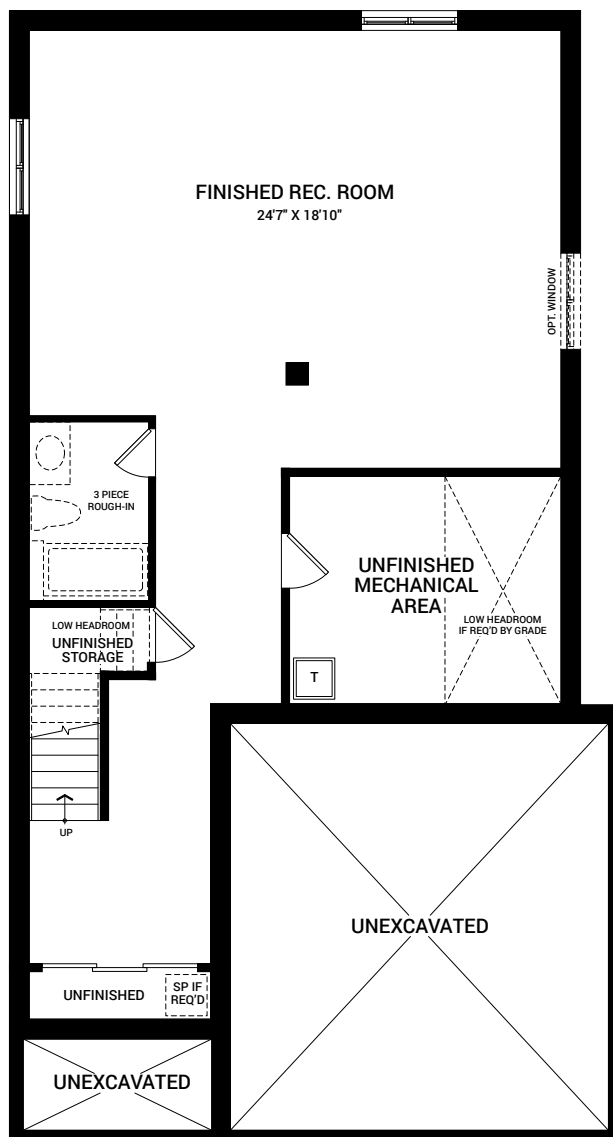 FINISHED REC. ROOM
24'7" X 18'10"
OPT. WINDOW
3 PIECE
ROUGH-IN
UNFINISHED
MECHANICAL
AREA
LOW HEADROOM
IF REQ'D BY GRADE
LOW HEADROOM
UNFINISHED
STORAGE
T
UP
UNEXCAVATED
UNFINISHED
SP IF
REQ'D
UNEXCAVATED